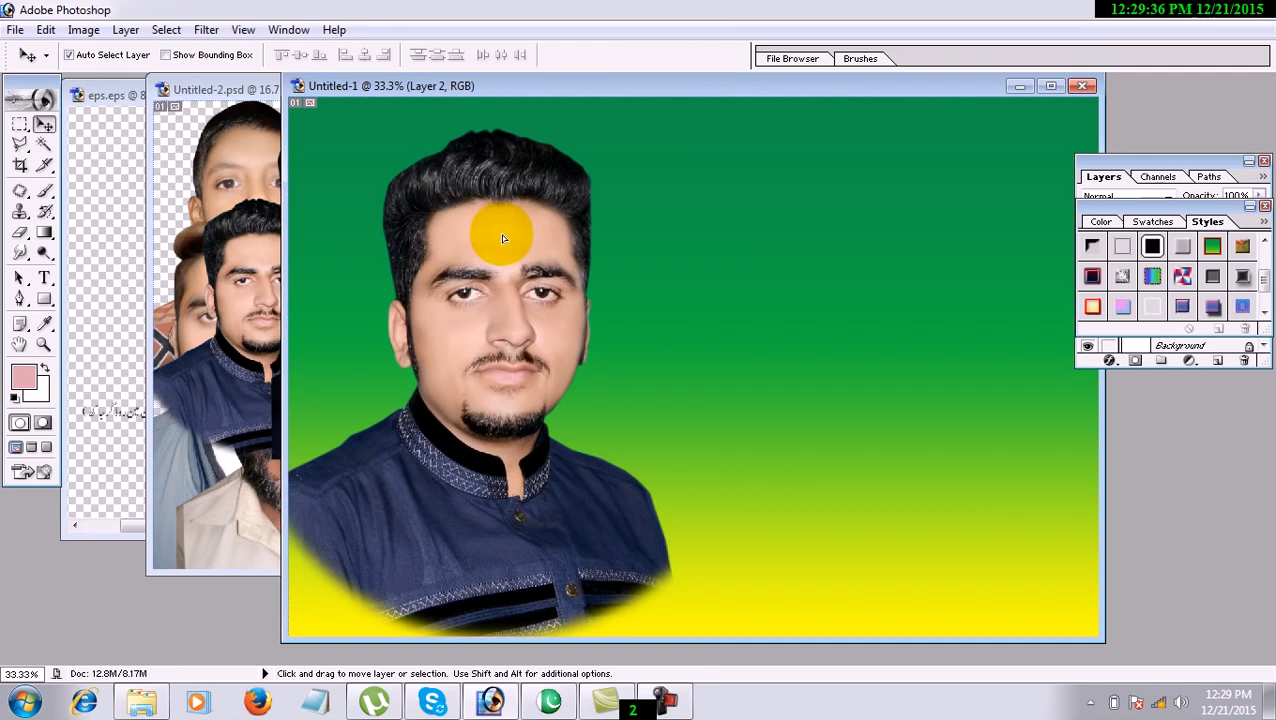 Adobe Photoshop
12:29:36 PM 12/21/2015
File Edit Image Layer Select Filter View Window Help
Auto Select Layer Show Bounding Box
File Browser Brushes
eps.eps @ 8
Untitled-2.psd @ 16.7
Untitled-1 @ 33.3% (Layer 2, RGB)
01
01
Layers Channels Paths
Normal Opacity: 100%
Color Swatches Styles
Background
T
33.33% Doc: 12.8M/8.17M Click and drag to move layer or selection. Use Shift and Alt for additional options.
2
12:29 PM
12/21/2015